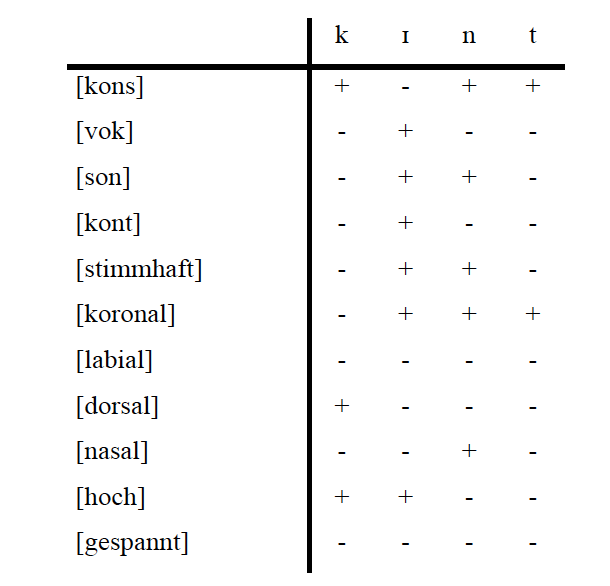 k ɪ n t
[kons] + - + +
[vok] - + - -
[son] - + + -
[kont] - + - -
[stimmhaft] - + + -
[koronal] - + + +
[labial] - - - -
[dorsal] + - - -
[nasal] - - + -
[hoch] + + - -
[gespannt] - - - -